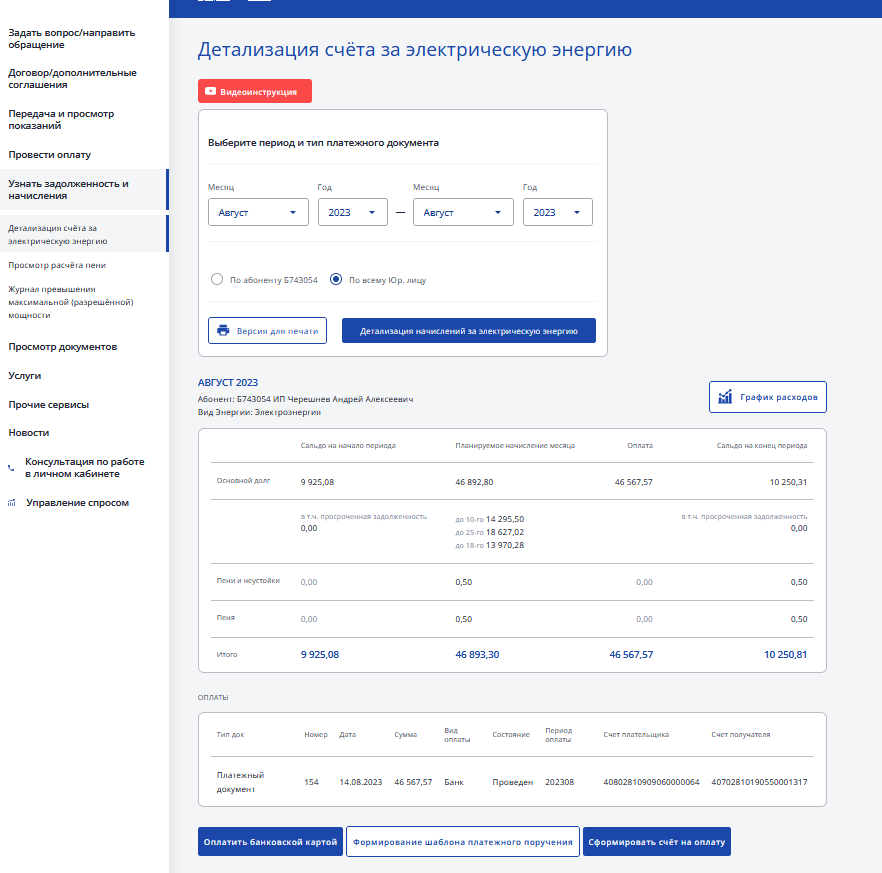 Задать вопрос/направить
обращение
Договор/дополнительные
соглашения
Передача и просмотр
показаний
Провести оплату
Узнать задолженность и
начисления
Детализация счёта за
электрическую энергию
Просмотр расчёта пени
Журнал превышения
максимальной (разрешённой)
мощности
Просмотр документов
Услуги
Прочие сервисы
Новости
Консультация по работе
в личном кабинете
Управление спросом
Детализация счёта за электрическую энергию
Видеоинструкция
Выберите период и тип платежного документа
Месяц Год Месяц Год
Август 2023 — Август 2023
По абоненту Б743054 По всему Юр. лицу
Версия для печати Детализация начислений за электрическую энергию
АВГУСТ 2023
Абонент: Б743054 ИП Черешнев Андрей Алексеевич
Вид Энергии: Электроэнергия
График расходов
Сальдо на начало периода Планируемое начисление месяца Оплата Сальдо на конец периода
Основной долг 9 925,08 46 892,80 46 567,57 10 250,31
в т.ч. просроченная задолженность до 10-го 14 295,50 в т.ч. просроченная задолженность
0,00 до 25-го 18 627,02 0,00
до 18-го 13 970,28
Пени и неустойки 0,00 0,50 0,00 0,50
Пеня 0,00 0,50 0,00 0,50
Итого 9 925,08 46 893,30 46 567,57 10 250,81
ОПЛАТЫ
Тип док Номер Дата Сумма Вид оплаты Состояние Период оплаты Счет плательщика Счет получателя
Платежный
документ 154 14.08.2023 46 567,57 Банк Проведен 202308 40802810909060000064 40702810190550001317
Оплатить банковской картой Формирование шаблона платежного поручения Сформировать счёт на оплату